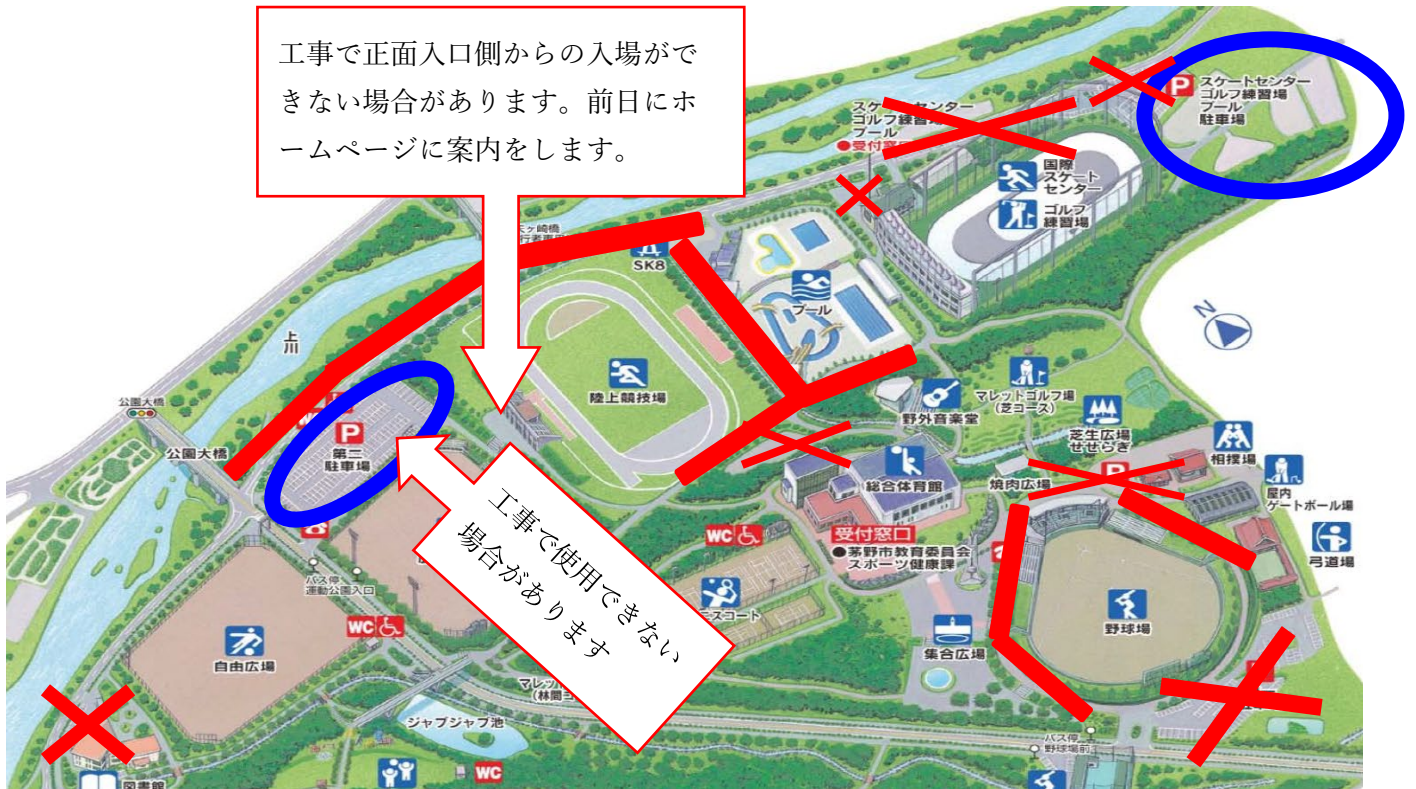 工事で正面入口側からの入場がで
きない場合があります。前日にホ
ームページに案内をします。
スケートセンター
ゴルフ練習場
プール
駐車場
P
スケートセンター
ゴルフ練習場
プール
●受付窓口
国際
スケート
センター
ゴルフ
練習場
SK8
プール
N
上川
陸上競技場
マレットゴルフ場
(芝コース)
野外音楽堂
芝生広場
せせらぎ
相撲場
公園大橋
公園大橋
P
第二
駐車場
総合体育館
焼肉広場
P
屋内
ゲートボール場
工事で使用できない
場合があります
WC
受付窓口
●茅野市教育委員会
スポーツ健康課
弓道場
バス停
運動公園入口
野球場
WC
自由広場
集合広場
ジャブジャブ池
バス停
野球場前
WC
図書館